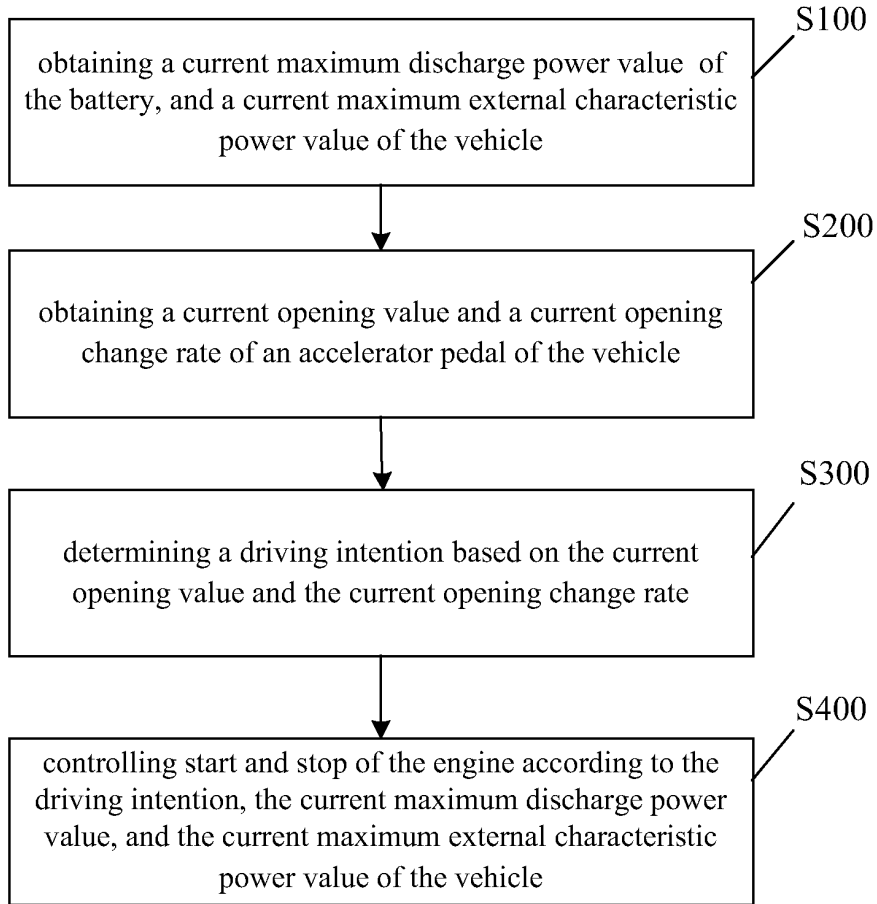 S100
obtaining a current maximum discharge power value of
the battery, and a current maximum external characteristic
power value of the vehicle
S200
obtaining a current opening value and a current opening
change rate of an accelerator pedal of the vehicle
S300
determining a driving intention based on the current
opening value and the current opening change rate
S400
controlling start and stop of the engine according to the
driving intention, the current maximum discharge power
value, and the current maximum external characteristic
power value of the vehicle